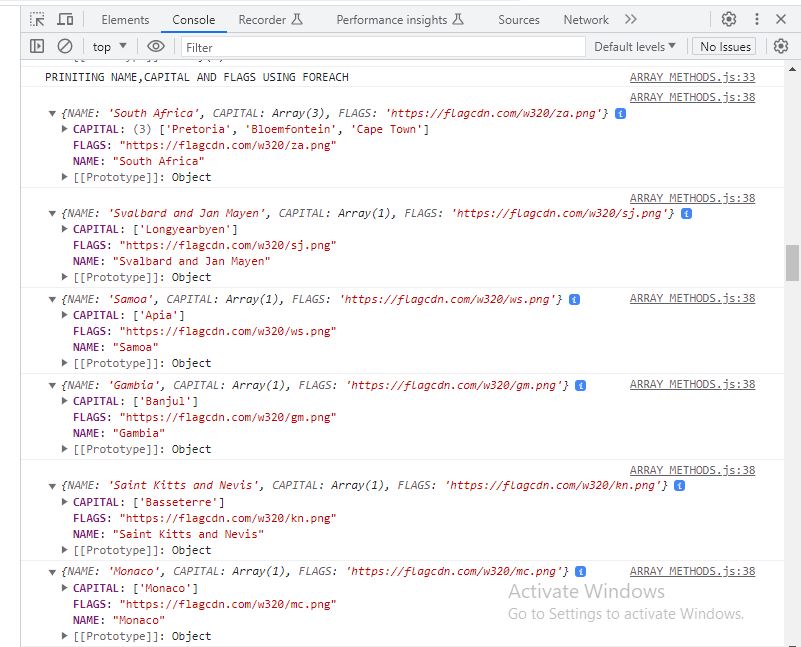 Elements Console Recorder Performance insights Sources Network
top Filter Default levels No Issues
PRINITING NAME,CAPITAL AND FLAGS USING FOREACH ARRAY METHODS.js:33
ARRAY METHODS.js:38
{NAME: 'South Africa', CAPITAL: Array(3), FLAGS: 'https://flagcdn.com/w320/za.png'} i
CAPITAL: (3) ['Pretoria', 'Bloemfontein', 'Cape Town']
FLAGS: "https://flagcdn.com/w320/za.png"
NAME: "South Africa"
[[Prototype]]: Object
ARRAY METHODS.js:38
{NAME: 'Svalbard and Jan Mayen', CAPITAL: Array(1), FLAGS: 'https://flagcdn.com/w320/sj.png'} i
CAPITAL: ['Longyearbyen']
FLAGS: "https://flagcdn.com/w320/sj.png"
NAME: "Svalbard and Jan Mayen"
[[Prototype]]: Object
{NAME: 'Samoa', CAPITAL: Array(1), FLAGS: 'https://flagcdn.com/w320/ws.png'} i ARRAY METHODS.js:38
CAPITAL: ['Apia']
FLAGS: "https://flagcdn.com/w320/ws.png"
NAME: "Samoa"
[[Prototype]]: Object
{NAME: 'Gambia', CAPITAL: Array(1), FLAGS: 'https://flagcdn.com/w320/gm.png'} i ARRAY METHODS.js:38
CAPITAL: ['Banjul']
FLAGS: "https://flagcdn.com/w320/gm.png"
NAME: "Gambia"
[[Prototype]]: Object
ARRAY METHODS.js:38
{NAME: 'Saint Kitts and Nevis', CAPITAL: Array(1), FLAGS: 'https://flagcdn.com/w320/kn.png'} i
CAPITAL: ['Basseterre']
FLAGS: "https://flagcdn.com/w320/kn.png"
NAME: "Saint Kitts and Nevis"
[[Prototype]]: Object
{NAME: 'Monaco', CAPITAL: Array(1), FLAGS: 'https://flagcdn.com/w320/mc.png'} i ARRAY METHODS.js:38
CAPITAL: ['Monaco']
FLAGS: "https://flagcdn.com/w320/mc.png"
NAME: "Monaco"
[[Prototype]]: Object
Activate Windows
Go to Settings to activate Windows.